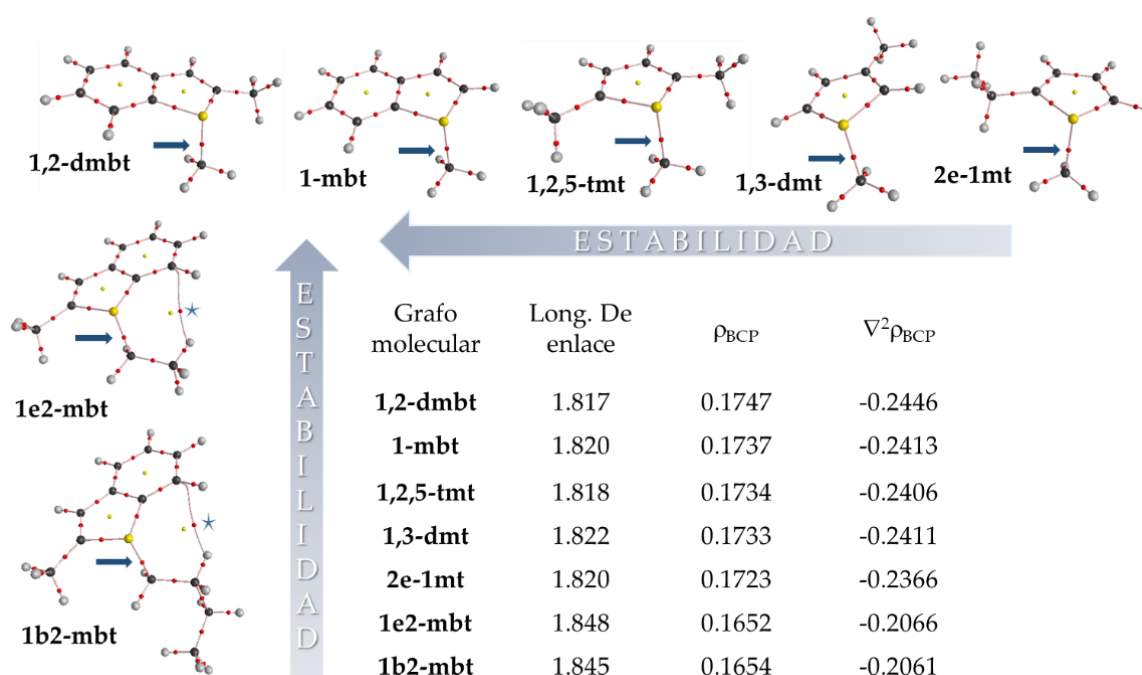 1,2-dmbt
1-mbt
1,2,5-tmt
1,3-dmt
2e-1mt
ESTABILIDAD
1e2-mbt
1b2-mbt
ESTABILIDAD
Grafo molecular Long. De enlace ρBCP ∇²ρBCP
1,2-dmbt 1.817 0.1747 -0.2446
1-mbt 1.820 0.1737 -0.2413
1,2,5-tmt 1.818 0.1734 -0.2406
1,3-dmt 1.822 0.1733 -0.2411
2e-1mt 1.820 0.1723 -0.2366
1e2-mbt 1.848 0.1652 -0.2066
1b2-mbt 1.845 0.1654 -0.2061